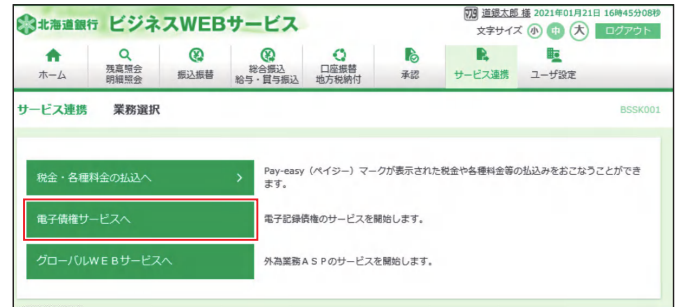 北海道銀行 ビジネスWEBサービス
道銀太郎 様 2021年01月21日 16時45分08秒
文字サイズ 小 中 大 ログアウト
ホーム
残高照会
明細照会
振込振替
総合振込
給与・賞与振込
口座振替
地方税納付
承認
サービス連携
ユーザ設定
サービス連携 業務選択 BSSK001
税金・各種料金の払込へ
Pay-easy（ペイジー）マークが表示された税金や各種料金等の払込みをおこなうことができ
ます。
電子債権サービスへ
電子記録債権のサービスを開始します。
グローバルＷＥＢサービスへ
外為業務ＡＳＰのサービスを開始します。